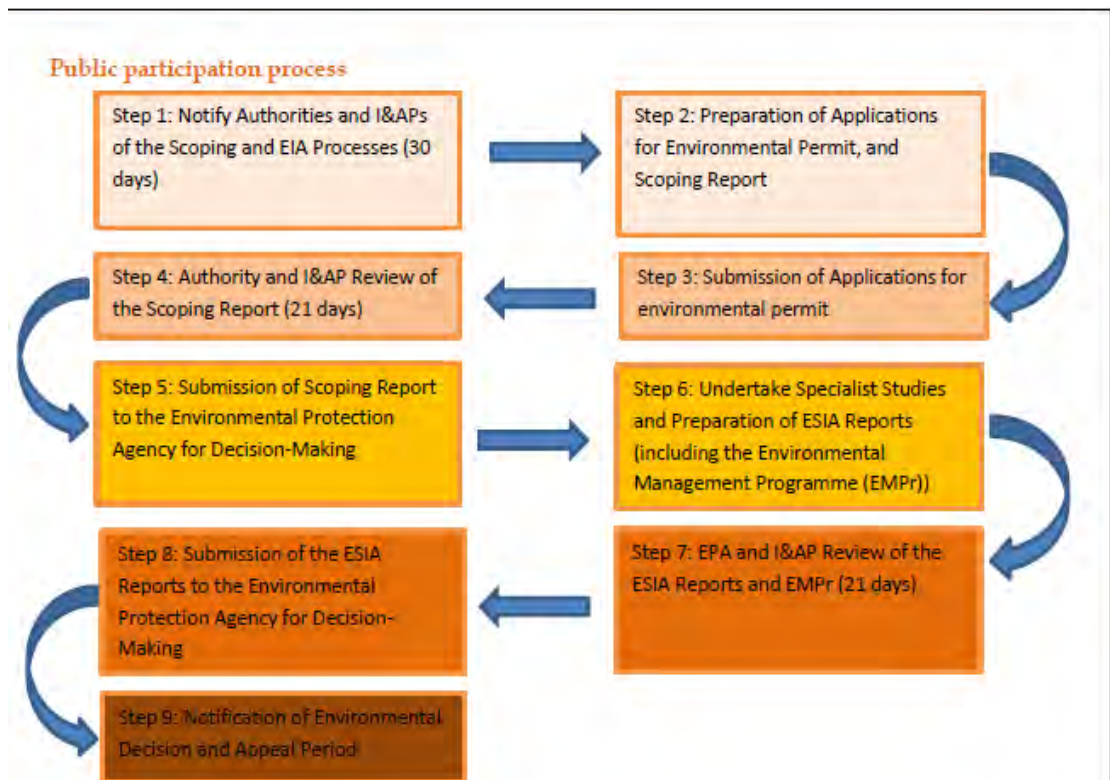 Public participation process
Step 1: Notify Authorities and I&APs
of the Scoping and EIA Processes (30
days)
Step 2: Preparation of Applications
for Environmental Permit, and
Scoping Report
Step 3: Submission of Applications for
environmental permit
Step 4: Authority and I&AP Review of
the Scoping Report (21 days)
Step 5: Submission of Scoping Report
to the Environmental Protection
Agency for Decision-Making
Step 6: Undertake Specialist Studies
and Preparation of ESIA Reports
(including the Environmental
Management Programme (EMPr))
Step 7: EPA and I&AP Review of the
ESIA Reports and EMPr (21 days)
Step 8: Submission of the ESIA
Reports to the Environmental
Protection Agency for Decision-
Making
Step 9: Notification of Environmental
Decision and Appeal Period